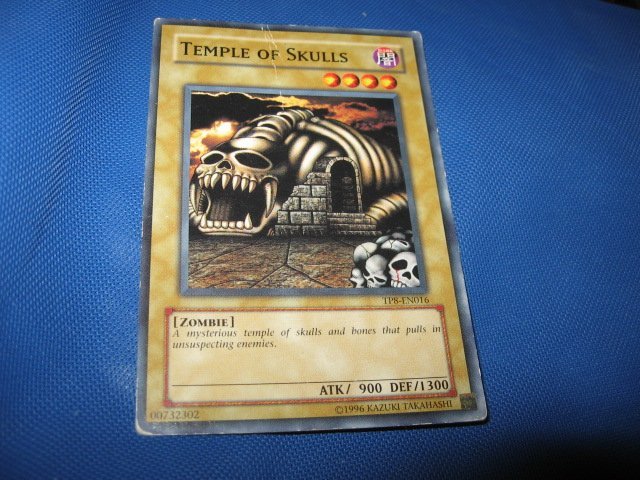 TEMPLE OF SKULLS
闇
TP8-EN016
[ZOMBIE]
A mysterious temple of skulls and bones that pulls in
unsuspecting enemies.
ATK/ 900 DEF/1300
00732302
©1996 KAZUKI TAKAHASHI